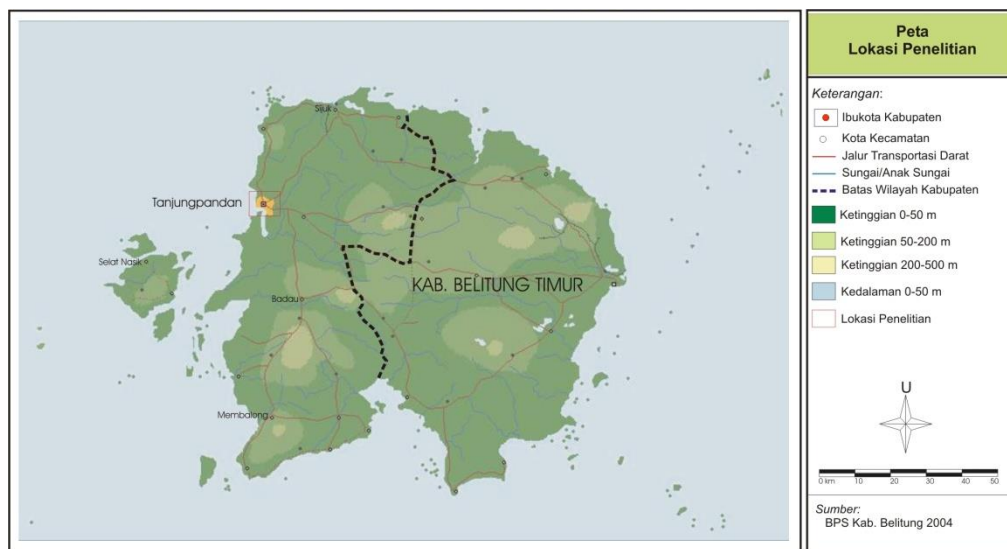 Sijuk
Tanjungpandan
Selat Nasik
KAB. BELITUNG TIMUR
Badau
Membalong
Peta
Lokasi Penelitian
Keterangan:
Ibukota Kabupaten
Kota Kecamatan
Jalur Transportasi Darat
Sungai/Anak Sungai
Batas Wilayah Kabupaten
Ketinggian 0-50 m
Ketinggian 50-200 m
Ketinggian 200-500 m
Kedalaman 0-50 m
Lokasi Penelitian
U
0 km 10 20 30 40 50
Sumber:
BPS Kab. Belitung 2004